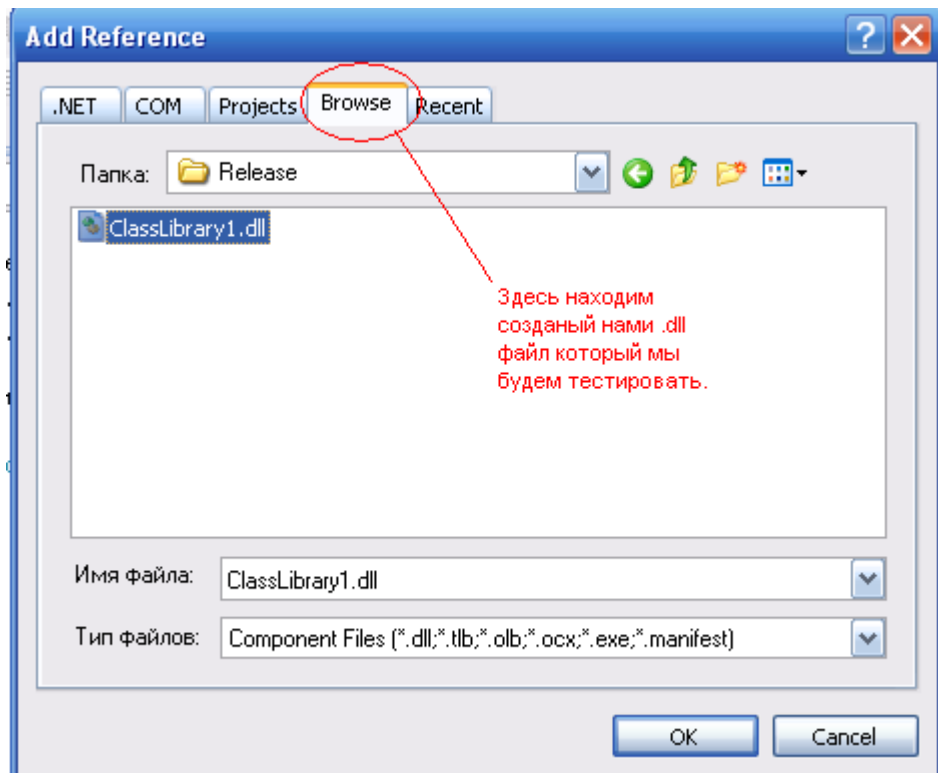 Add Reference
.NET COM Projects Browse Recent
Папка: Release
ClassLibrary1.dll
Здесь находим
созданый нами .dll
файл который мы
будем тестировать.
Имя файла: ClassLibrary1.dll
Тип файлов: Component Files (*.dll;*.tlb;*.olb;*.ocx;*.exe;*.manifest)
OK Cancel